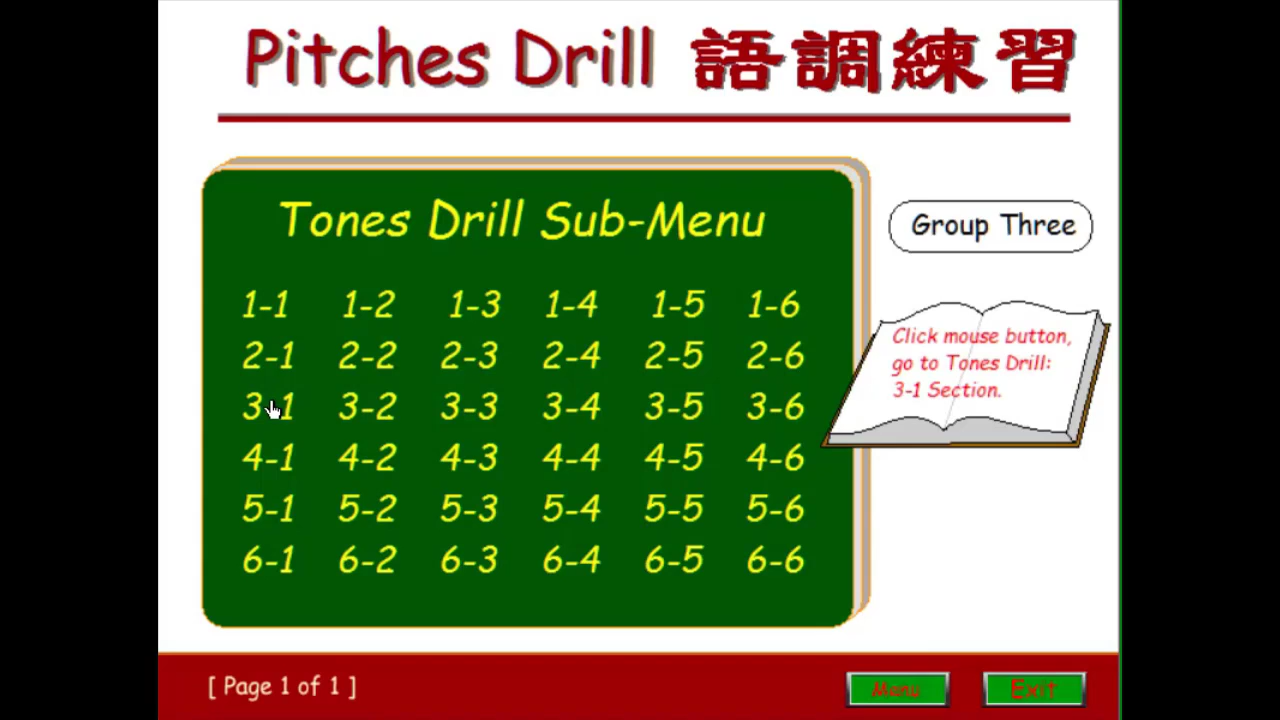 Pitches Drill 語調練習
Tones Drill Sub-Menu
Group Three
1-1 1-2 1-3 1-4 1-5 1-6
2-1 2-2 2-3 2-4 2-5 2-6
3-1 3-2 3-3 3-4 3-5 3-6
4-1 4-2 4-3 4-4 4-5 4-6
5-1 5-2 5-3 5-4 5-5 5-6
6-1 6-2 6-3 6-4 6-5 6-6
Click mouse button,
go to Tones Drill:
3-1 Section.
[ Page 1 of 1 ]
Menu
Exit